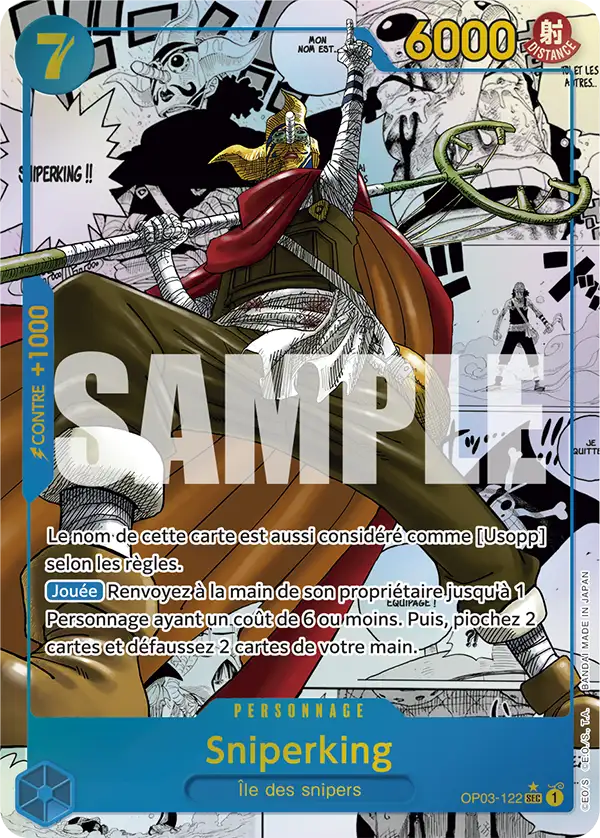 7
MON
NOM EST...
6000
射
DISTANCE
ET LES
AUTRES..
SNIPERKING !!
CONTRE +1000
SAMPLE
JE
QUITTE
Le nom de cette carte est aussi considéré comme [Usopp]
selon les règles.
Jouée Renvoyez à la main de son propriétaire jusqu'à 1
Personnage ayant un coût de 6 ou moins. Puis, piochez 2
cartes et défaussez 2 cartes de votre main.
ÉQUIPAGE !
PERSONNAGE
Sniperking
Île des snipers
OP03-122 SEC 1
©E.O/S. ©E.O./S., T.A. BANDAI MADE IN JAPAN